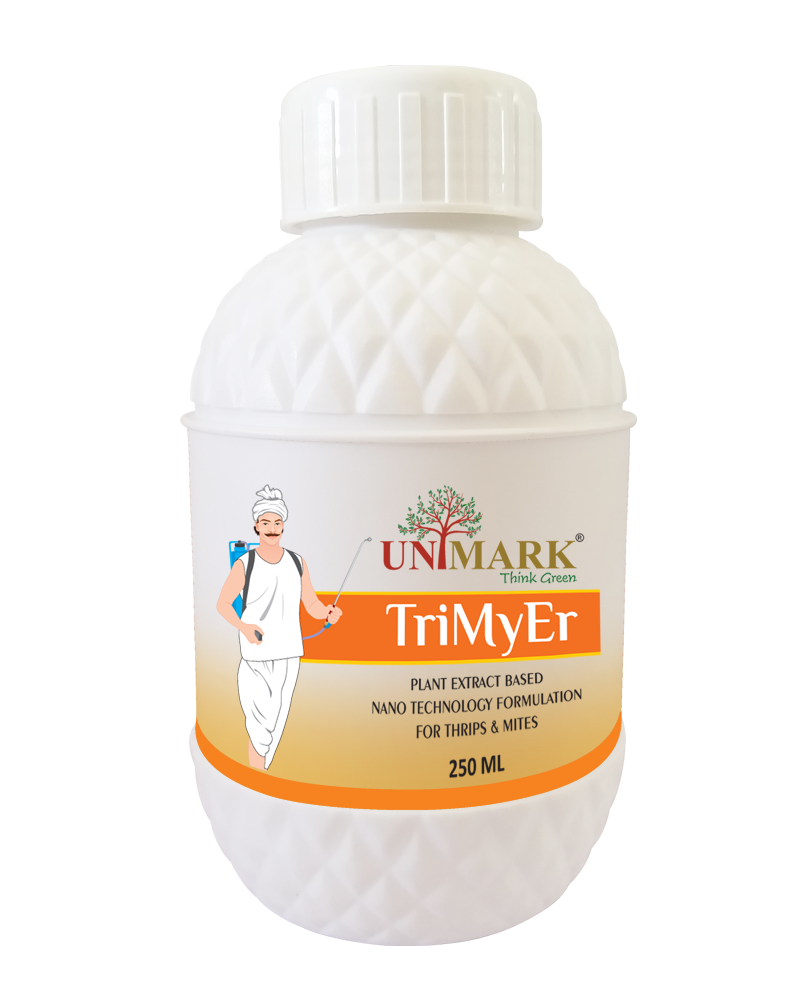 UNIMARK®
Think Green
TriMyEr
PLANT EXTRACT BASED
NANO TECHNOLOGY FORMULATION
FOR THRIPS & MITES
250 ML